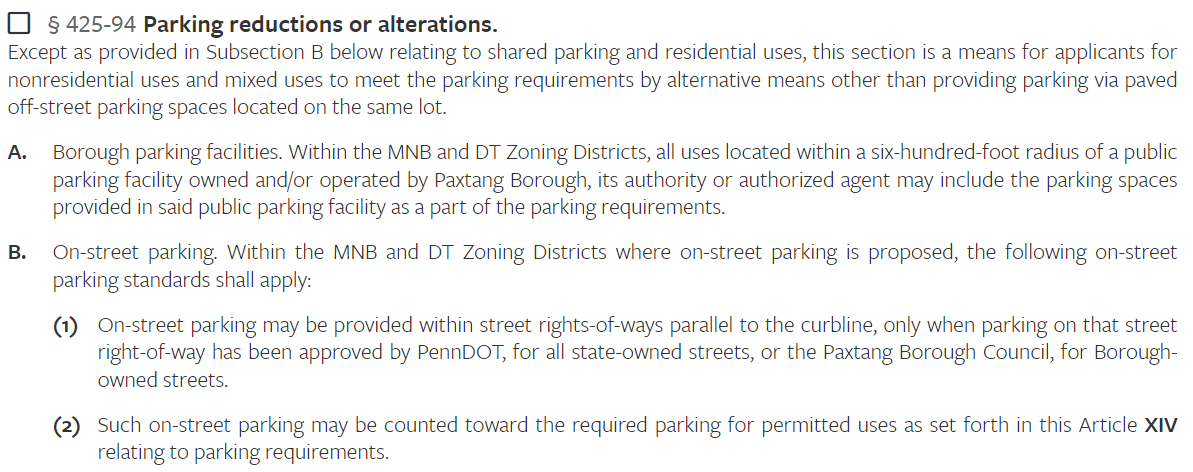 § 425-94 Parking reductions or alterations.
Except as provided in Subsection B below relating to shared parking and residential uses, this section is a means for applicants for
nonresidential uses and mixed uses to meet the parking requirements by alternative means other than providing parking via paved
off-street parking spaces located on the same lot.
A. Borough parking facilities. Within the MNB and DT Zoning Districts, all uses located within a six-hundred-foot radius of a public
parking facility owned and/or operated by Paxtang Borough, its authority or authorized agent may include the parking spaces
provided in said public parking facility as a part of the parking requirements.
B. On-street parking. Within the MNB and DT Zoning Districts where on-street parking is proposed, the following on-street
parking standards shall apply:
(1) On-street parking may be provided within street rights-of-ways parallel to the curbline, only when parking on that street
right-of-way has been approved by PennDOT, for all state-owned streets, or the Paxtang Borough Council, for Borough-
owned streets.
(2) Such on-street parking may be counted toward the required parking for permitted uses as set forth in this Article XIV
relating to parking requirements.